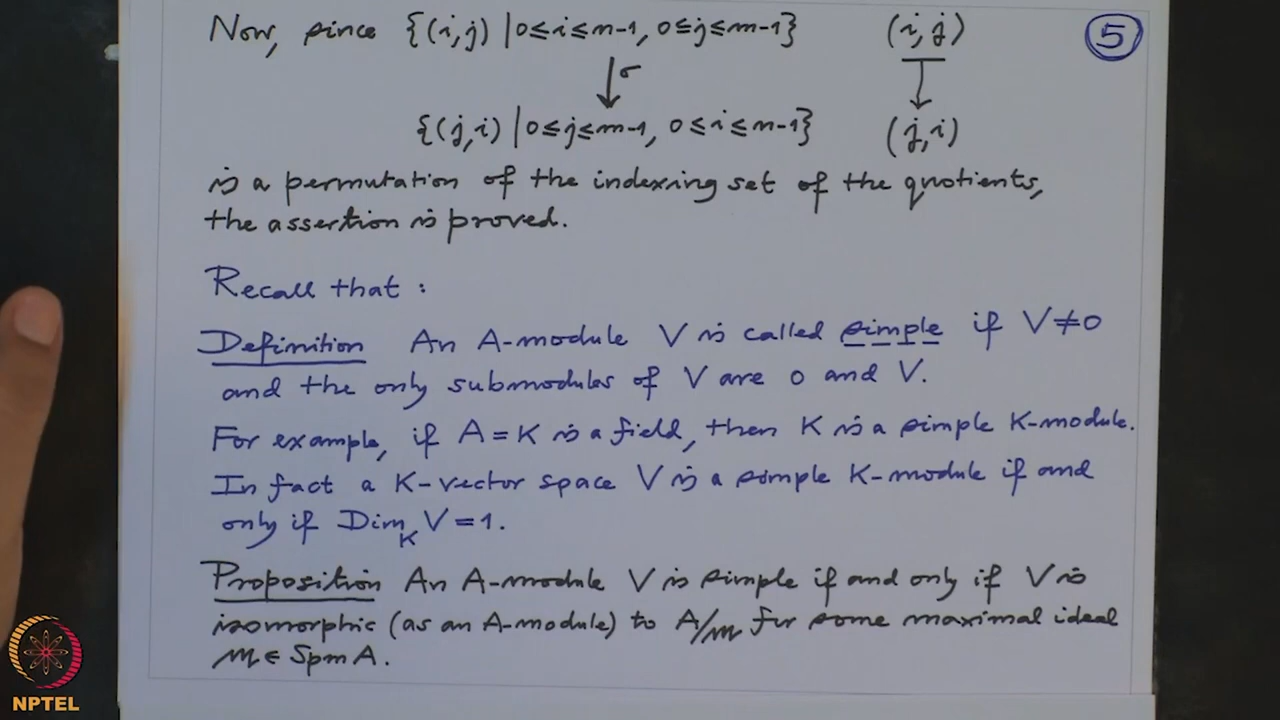 Now, since {(i,j) | 0≤i≤n-1, 0≤j≤m-1} (i,j) 5
↓σ
{(j,i) | 0≤j≤m-1, 0≤i≤n-1} (j,i)
is a permutation of the indexing set of the quotients,
the assertion is proved.
Recall that :
Definition An A-module V is called simple if V≠0
and the only submodules of V are 0 and V.
For example, if A=K is a field, then K is a simple K-module.
In fact a K-vector space V is a simple K-module if and
only if Dim_K V=1.
Proposition An A-module V is simple if and only if V is
isomorphic (as an A-module) to A/m for some maximal ideal
m ∈ Spm A.
NPTEL